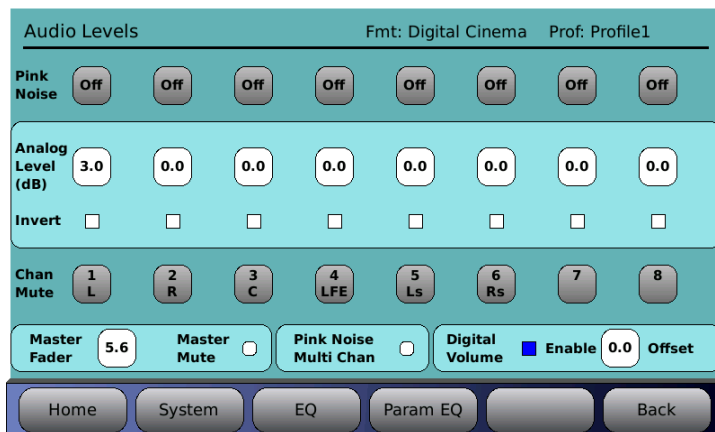 Audio Levels Fmt: Digital Cinema Prof: Profile1
Pink
Noise
Off Off Off Off Off Off Off Off
Analog
Level
(dB)
3.0 0.0 0.0 0.0 0.0 0.0 0.0 0.0
Invert
Chan
Mute
1 2 3 4 5 6 7 8
L R C LFE Ls Rs
Master
Fader
5.6
Master
Mute
Pink Noise
Multi Chan
Digital
Volume
Enable 0.0 Offset
Home System EQ Param EQ Back